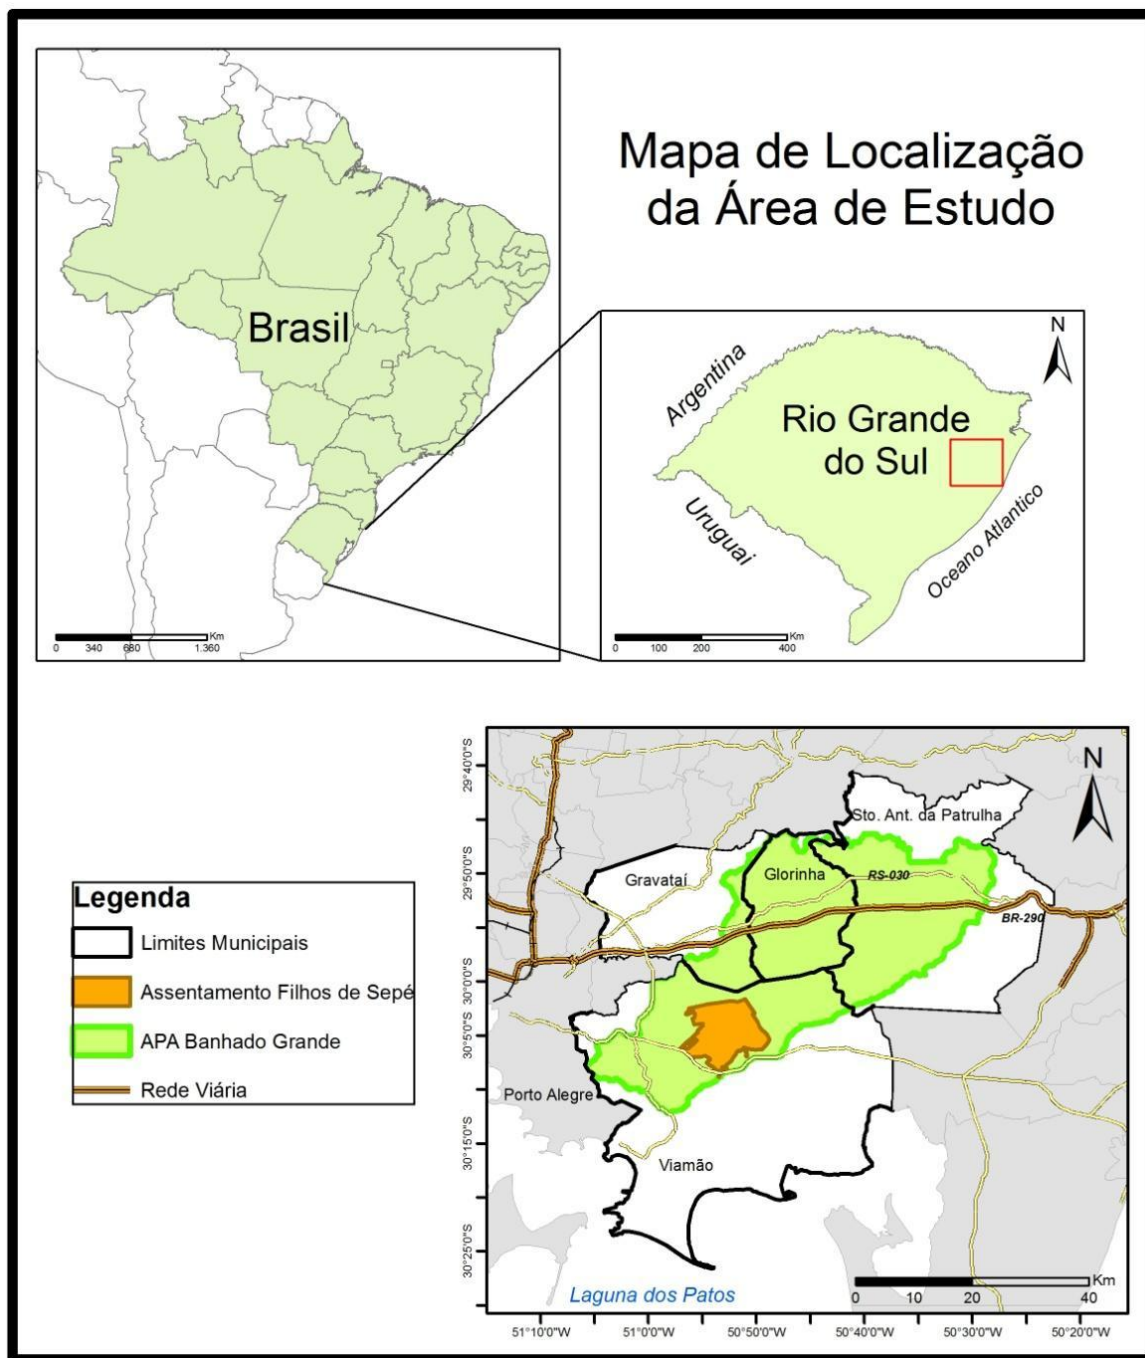 Mapa de Localização
da Área de Estudo
Brasil
Km
0 340 680 1.360
N
Argentina
Rio Grande
do Sul
Uruguai
Oceano Atlantico
Km
0 100 200 400
Legenda
Limites Municipais
Assentamento Filhos de Sepé
APA Banhado Grande
Rede Viária
N
Sto. Ant. da Patrulha
Gravataí
Glorinha
RS-030
BR-290
Porto Alegre
Viamão
Laguna dos Patos
Km
0 20 40
29°40'0"S
29°50'0"S
30°0'0"S
30°5'0"S
30°15'0"S
30°25'0"S
51°10'0"W 51°0'0"W 50°50'0"W 50°40'0"W 50°30'0"W 50°20'0"W